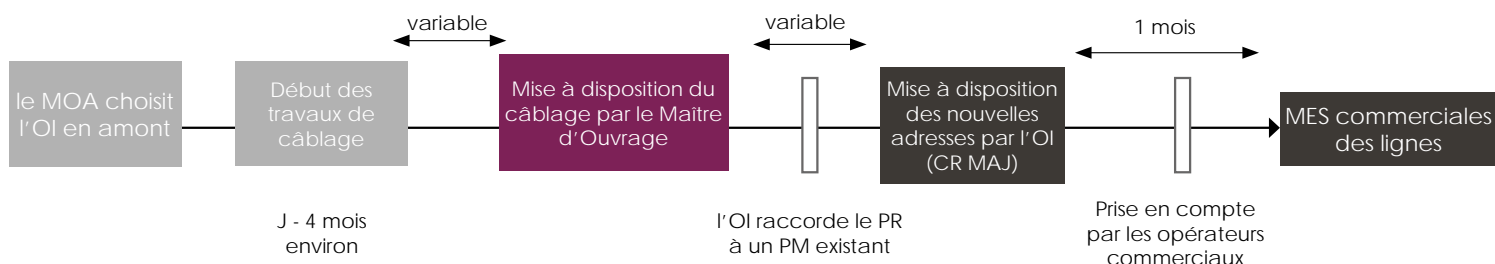 variable
variable
1 mois
le MOA choisit
l'OI en amont
Début des
travaux de
câblage
Mise à disposition du
câblage par le Maître
d'Ouvrage
Mise à disposition
des nouvelles
adresses par l'OI
(CR MAJ)
MES commerciales
des lignes
J - 4 mois
environ
l'OI raccorde le PR
à un PM existant
Prise en compte
par les opérateurs
commerciaux